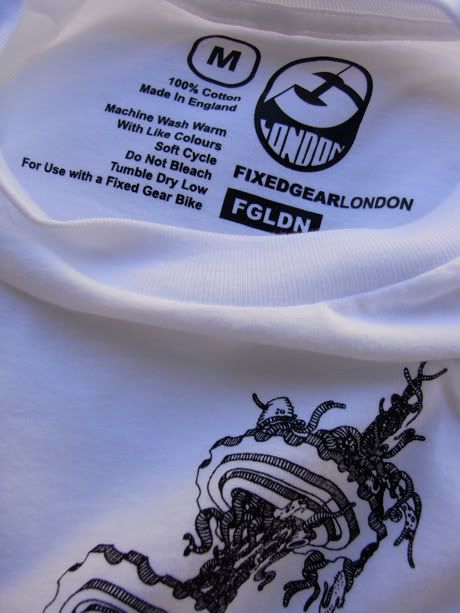 M
100% Cotton
Made In England
Machine Wash Warm
With Like Colours
Soft Cycle
Do Not Bleach
Tumble Dry Low
For Use with a Fixed Gear Bike
LONDON
FIXEDGEARLONDON
FGLDN